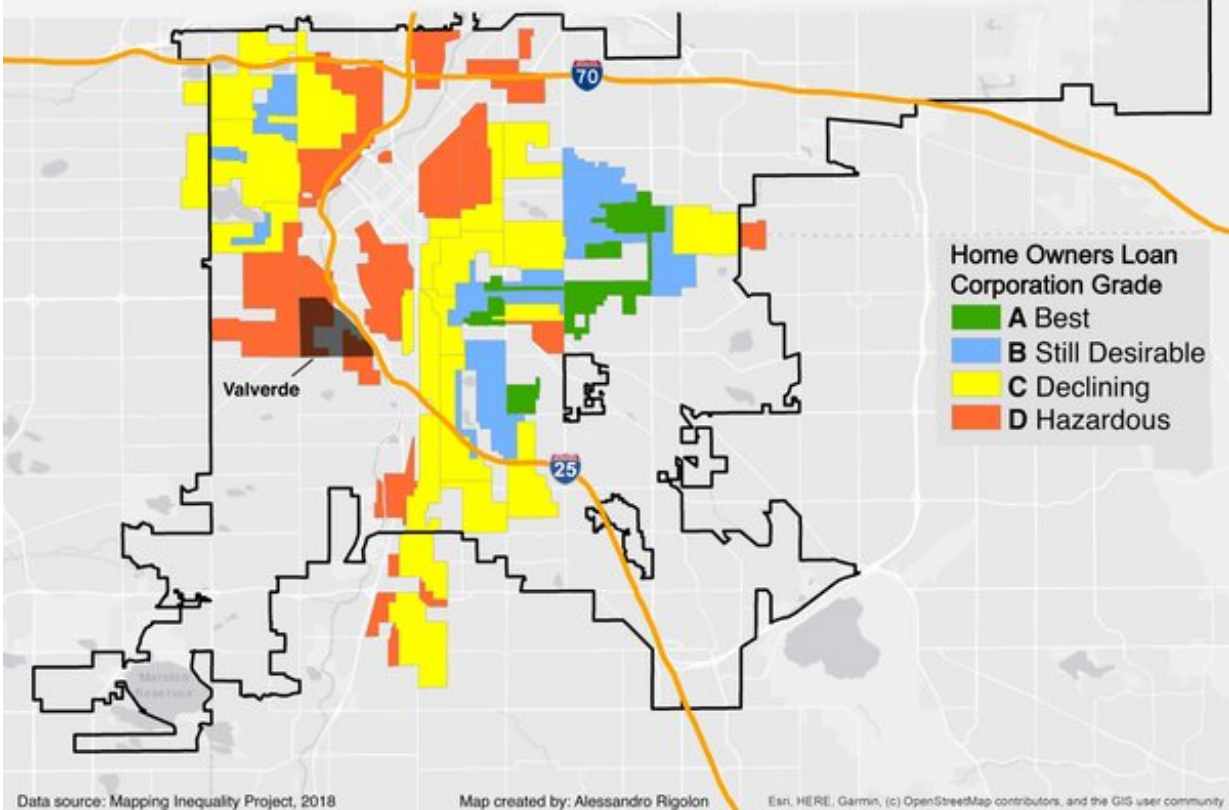 70
Home Owners Loan
Corporation Grade
A Best
B Still Desirable
C Declining
D Hazardous
Valverde
25
Marston
Reservoir
Data source: Mapping Inequality Project, 2018
Map created by: Alessandro Rigolon
Esri, HERE, Garmin, (c) OpenStreetMap contributors, and the GIS user community